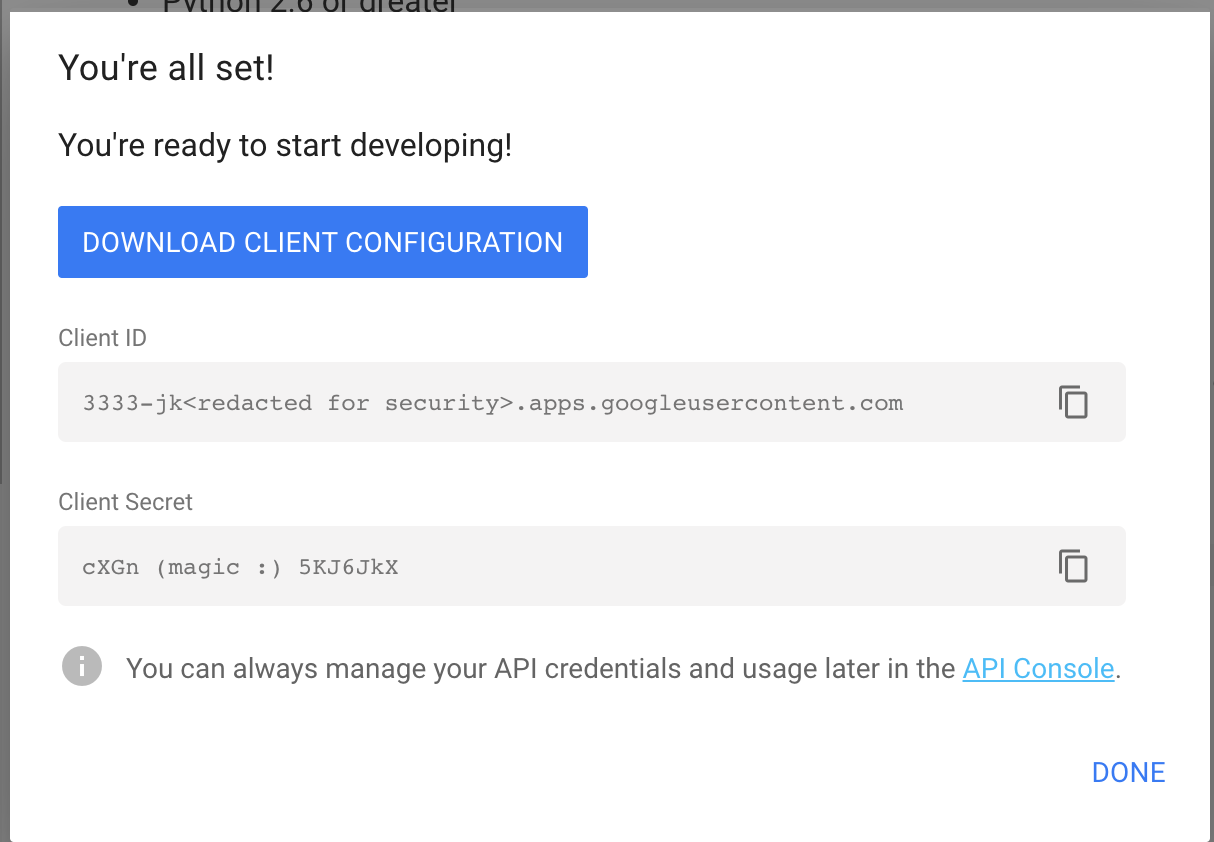 • Python 2.6 or greater
You're all set!
You're ready to start developing!
DOWNLOAD CLIENT CONFIGURATION
Client ID
3333-jk<redacted for security>.apps.googleusercontent.com
Client Secret
cXGn (magic :) 5KJ6JkX
You can always manage your API credentials and usage later in the API Console.
DONE